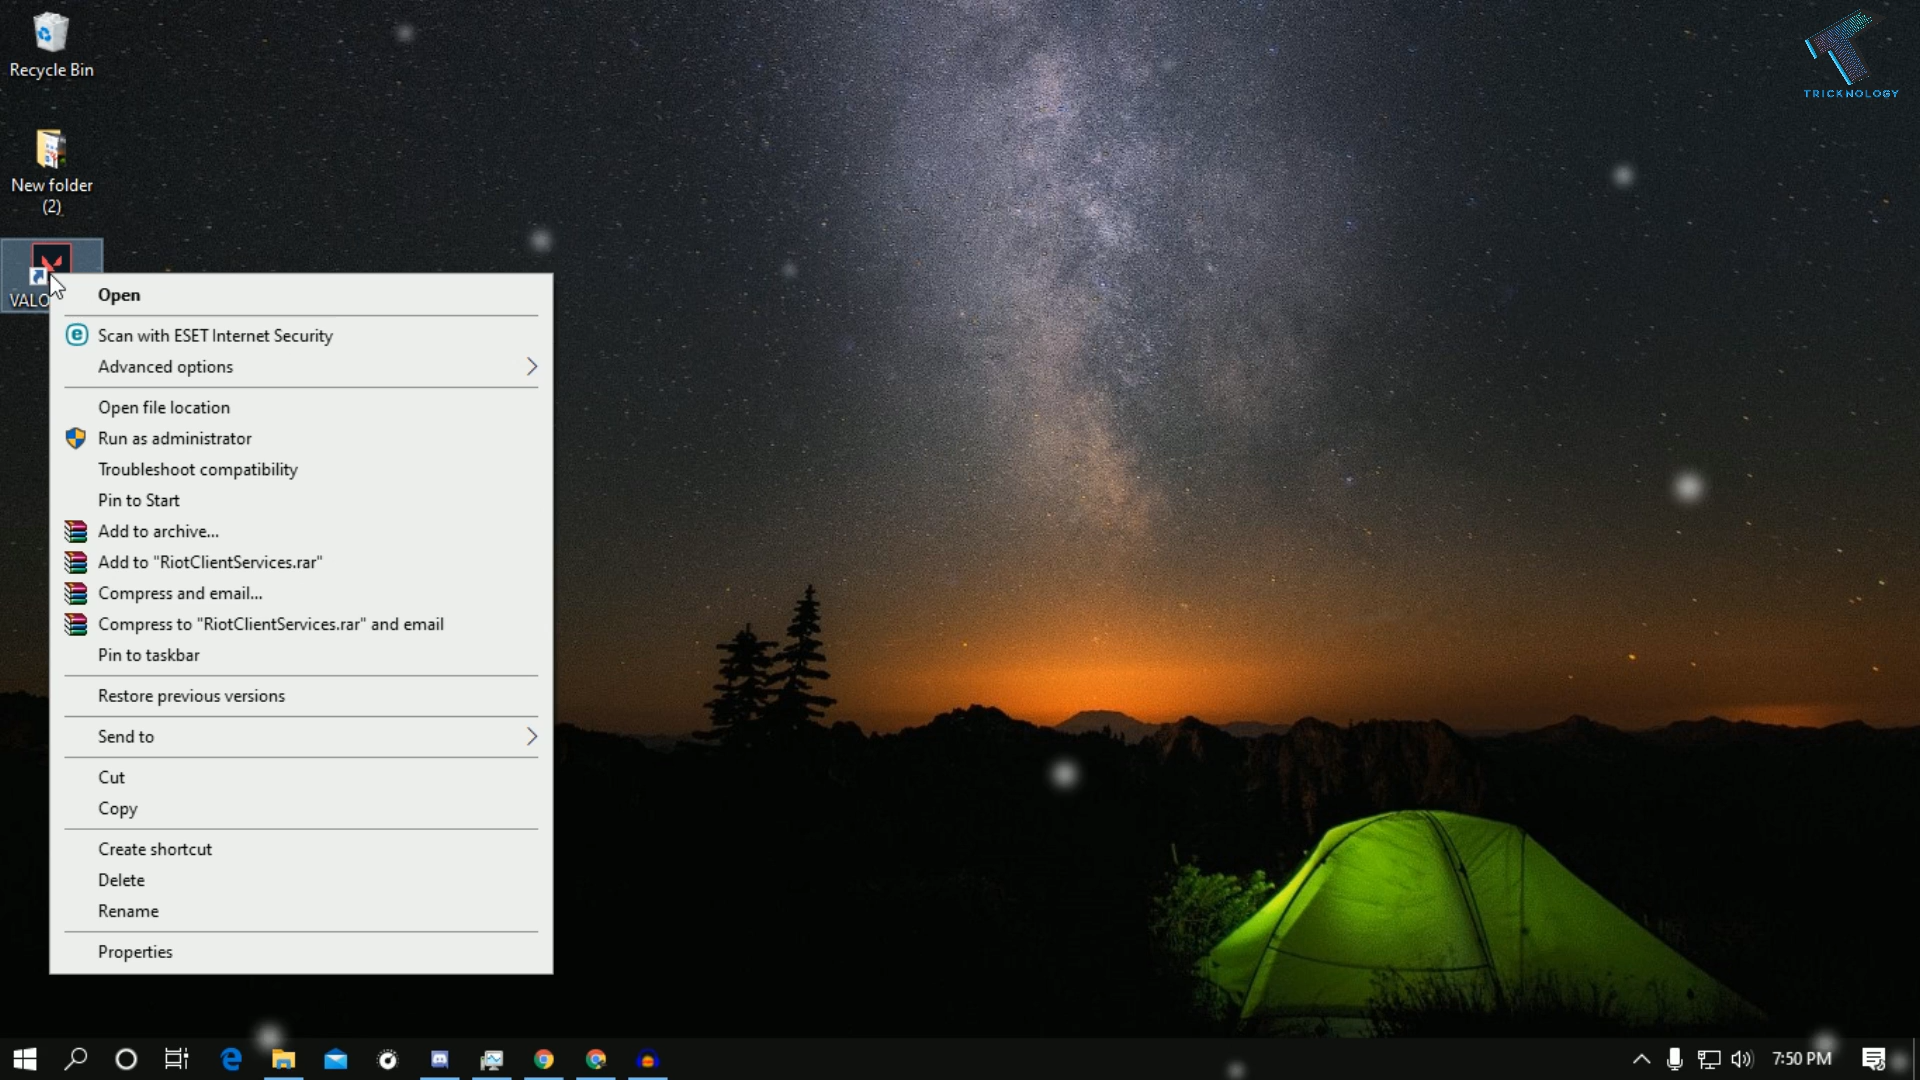 Recycle Bin
New folder
(2)
VALO
TRICKNOLOGY
Open
Scan with ESET Internet Security
Advanced options
Open file location
Run as administrator
Troubleshoot compatibility
Pin to Start
Add to archive...
Add to "RiotClientServices.rar"
Compress and email...
Compress to "RiotClientServices.rar" and email
Pin to taskbar
Restore previous versions
Send to
Cut
Copy
Create shortcut
Delete
Rename
Properties
7:50 PM